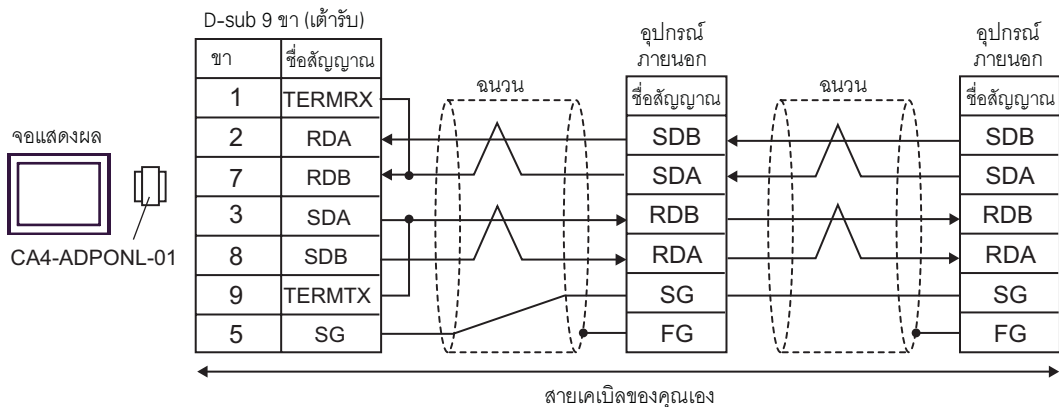 D-sub 9 ขา (เต้ารับ)
ขา ชื่อสัญญาณ
1 TERMRX
2 RDA
7 RDB
3 SDA
8 SDB
9 TERMTX
5 SG
จอแสดงผล
CA4-ADPONL-01
ฉนวน
อุปกรณ์
ภายนอก
ชื่อสัญญาณ
SDB
SDA
RDB
RDA
SG
FG
ฉนวน
อุปกรณ์
ภายนอก
ชื่อสัญญาณ
SDB
SDA
RDB
RDA
SG
FG
สายเคเบิลของคุณเอง